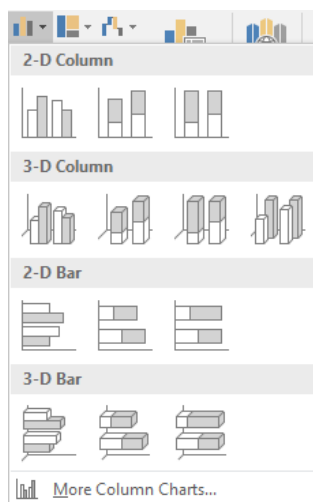 2-D Column
3-D Column
2-D Bar
3-D Bar
More Column Charts...